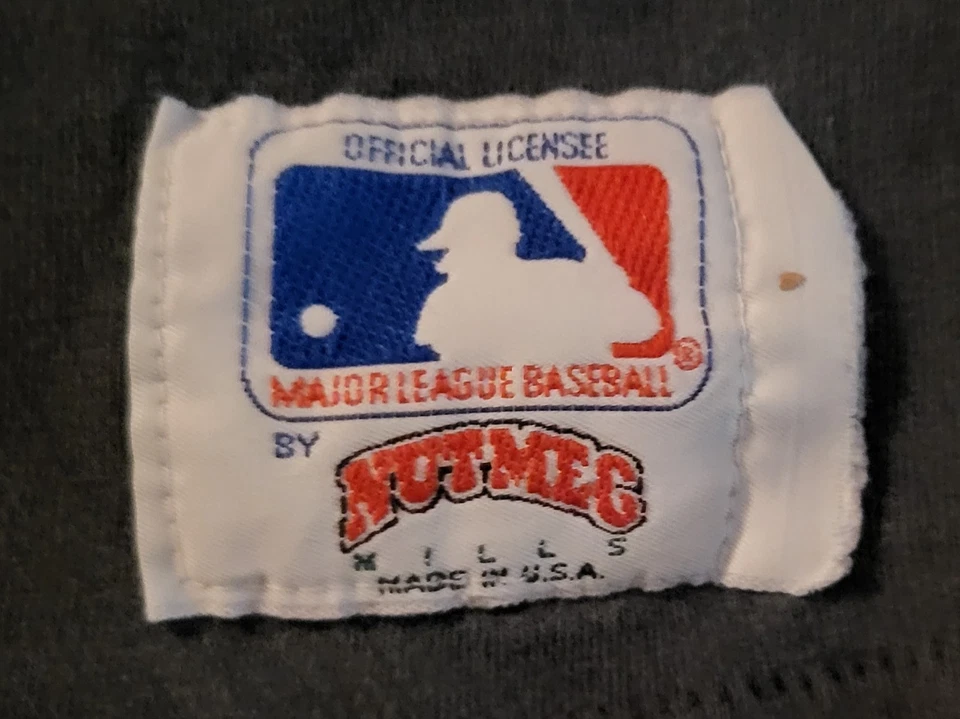 OFFICIAL LICENSEE
MAJOR LEAGUE BASEBALL®
BY
NUTMEG
MILLS
MADE IN U.S.A.